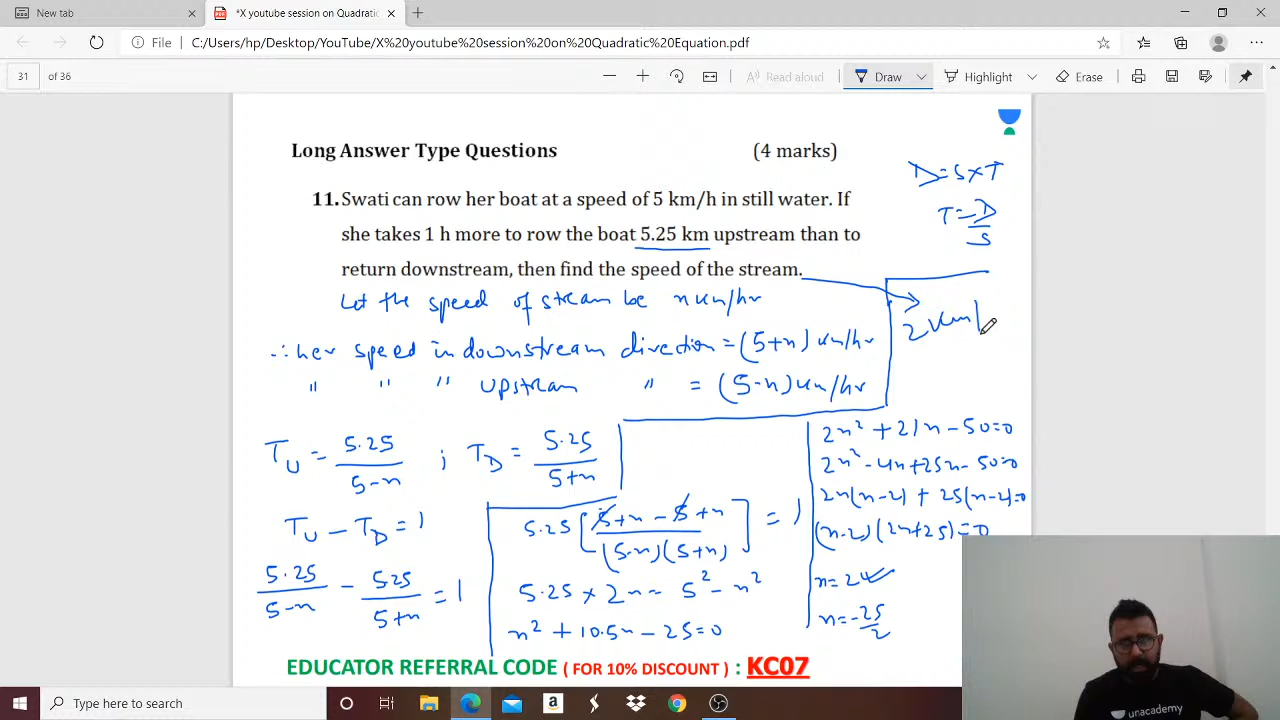 New tab
*X youtube session on Quadratic
File
C:/Users/hp/Desktop/YouTube/X%20youtube%20session%20on%20Quadratic%20Equation.pdf
31 of 36
Read aloud
Draw
Highlight
Erase
Long Answer Type Questions (4 marks)
D = S × T
T = D/S
11. Swati can row her boat at a speed of 5 km/h in still water. If
she takes 1 h more to row the boat 5.25 km upstream than to
return downstream, then find the speed of the stream.
Let the speed of stream be x km/hr
2 km/
∴ her speed in downstream direction = (5+x) km/hr
" " " upstream " = (5-x) km/hr
T_U = 5.25/(5-x) ; T_D = 5.25/(5+x)
T_U - T_D = 1
5.25/(5-x) - 5.25/(5+x) = 1
5.25 [(5+x - 5+x)/((5-x)(5+x))] = 1
5.25 × 2x = 5² - x²
x² + 10.5x - 25 = 0
2x² + 21x - 50 = 0
2x² - 4x + 25x - 50 = 0
2x(x-2) + 25(x-2) = 0
(x-2)(2x+25) = 0
x = 2 ✓
x = -25/2
EDUCATOR REFERRAL CODE ( FOR 10% DISCOUNT ) : KC07
unacademy
Type here to search